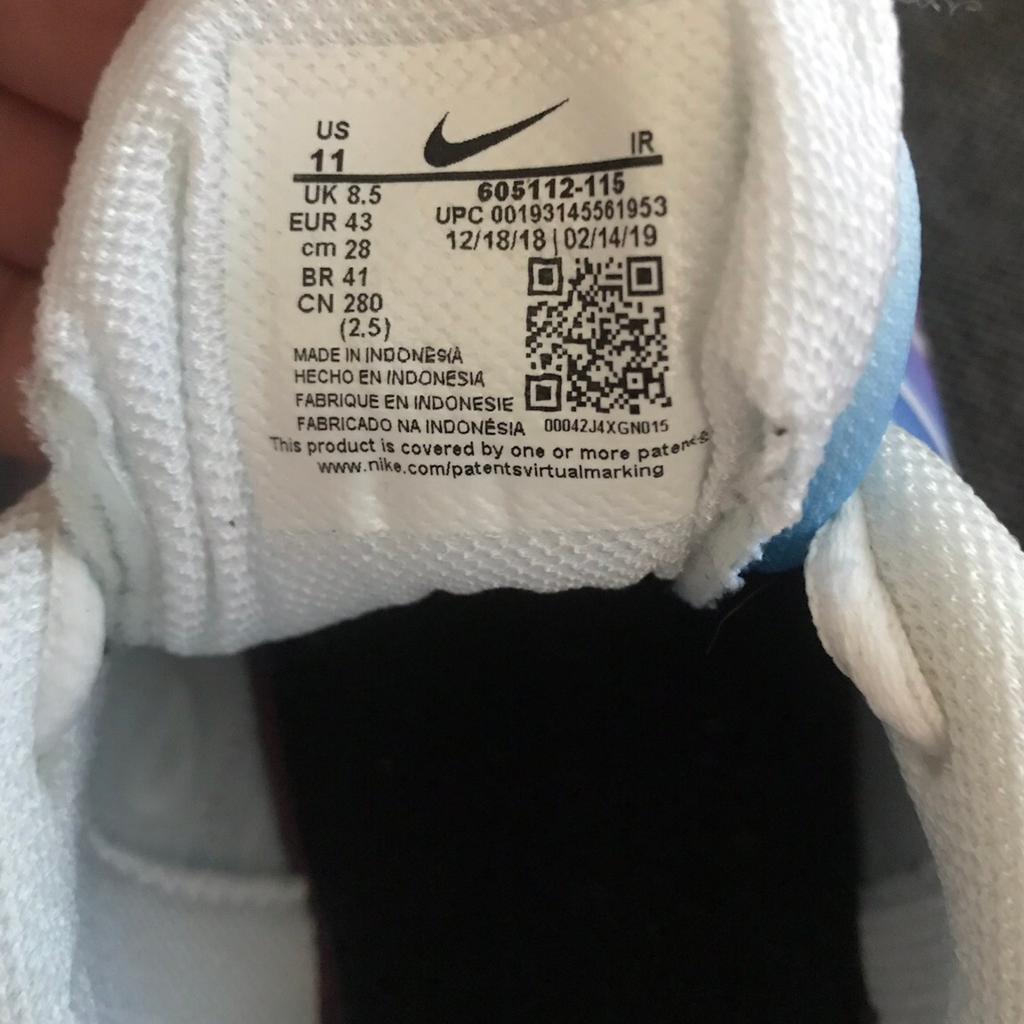 US
11
IR
UK 8.5
EUR 43
cm 28
BR 41
CN 280
(2.5)
605112-115
UPC 00193145561953
12/18/18 | 02/14/19
MADE IN INDONESIA
HECHO EN INDONESIA
FABRIQUE EN INDONESIE
FABRICADO NA INDONÉSIA
00042J4XGN015
This product is covered by one or more patents
www.nike.com/patentsvirtualmarking